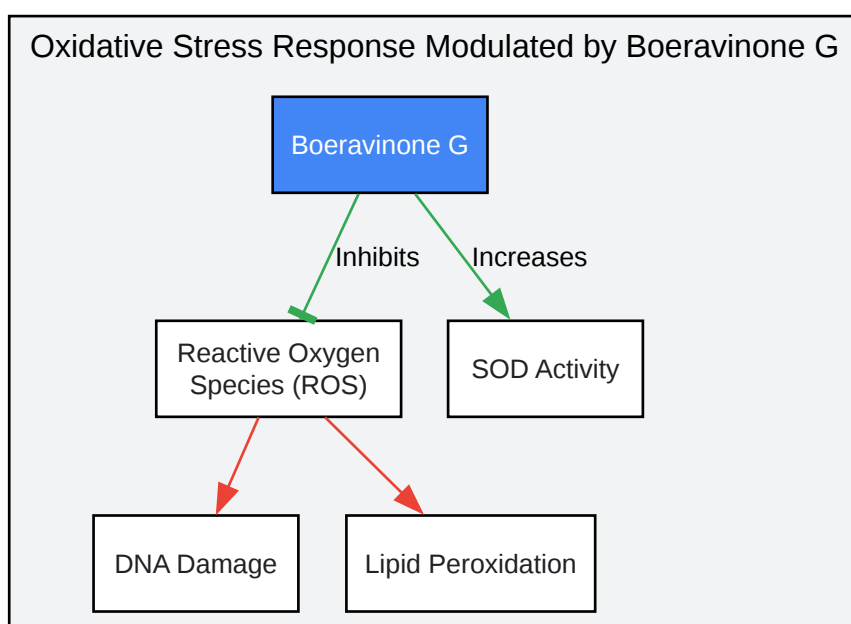 Oxidative Stress Response Modulated by Boeravinone G
Boeravinone G
Inhibits
Increases
Reactive Oxygen
Species (ROS)
SOD Activity
DNA Damage
Lipid Peroxidation